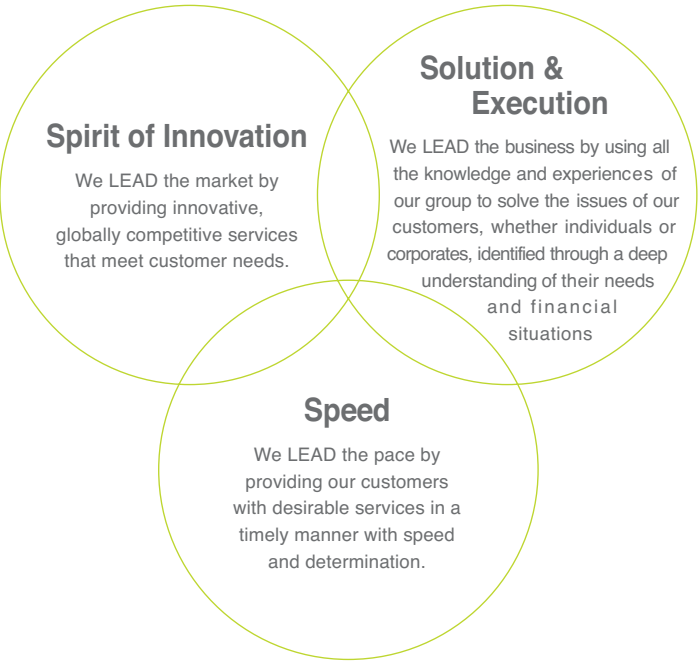 Spirit of Innovation
We LEAD the market by
providing innovative,
globally competitive services
that meet customer needs.
Solution &
Execution
We LEAD the business by using all
the knowledge and experiences of
our group to solve the issues of our
customers, whether individuals or
corporates, identified through a deep
understanding of their needs
and financial
situations
Speed
We LEAD the pace by
providing our customers
with desirable services in a
timely manner with speed
and determination.